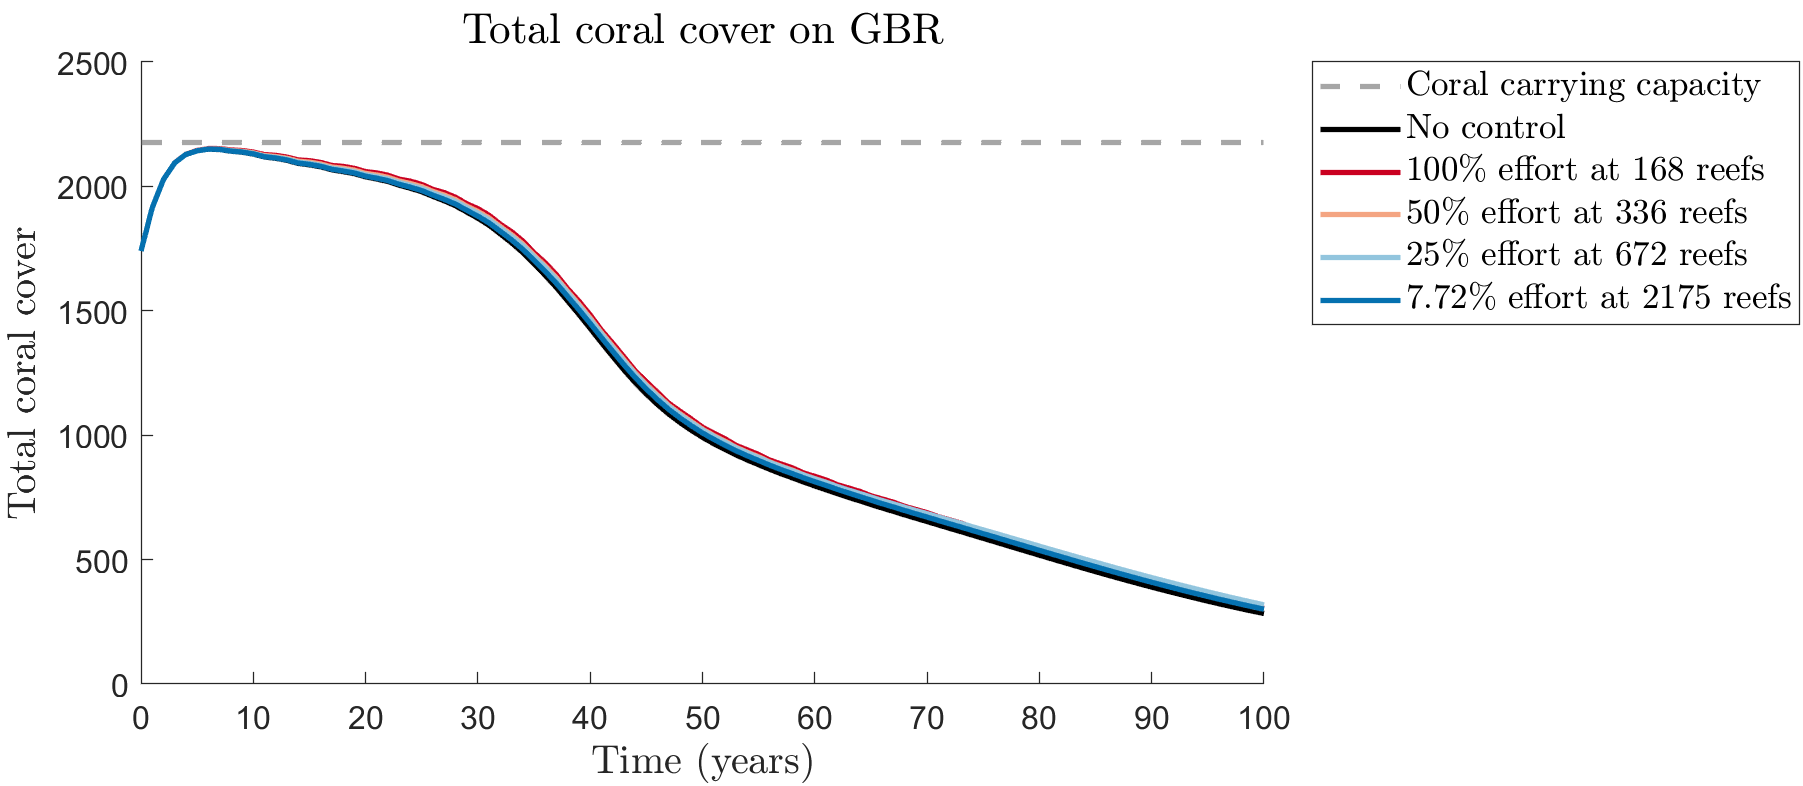 Total coral cover on GBR
2500
2000
1500
1000
500
0
Total coral cover
0 10 20 30 40 50 60 70 80 90 100
Time (years)
Coral carrying capacity
No control
100% effort at 168 reefs
50% effort at 336 reefs
25% effort at 672 reefs
7.72% effort at 2175 reefs